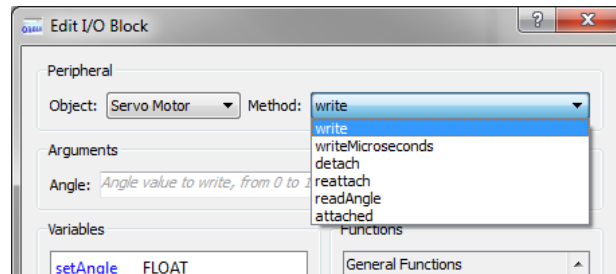 Edit I/O Block
?
X
Peripheral
Object: Servo Motor Method: write
write
writeMicroseconds
detach
reattach
readAngle
attached
Arguments
Angle: Angle value to write, from 0 to
Variables
Functions
setAngle FLOAT
General Functions